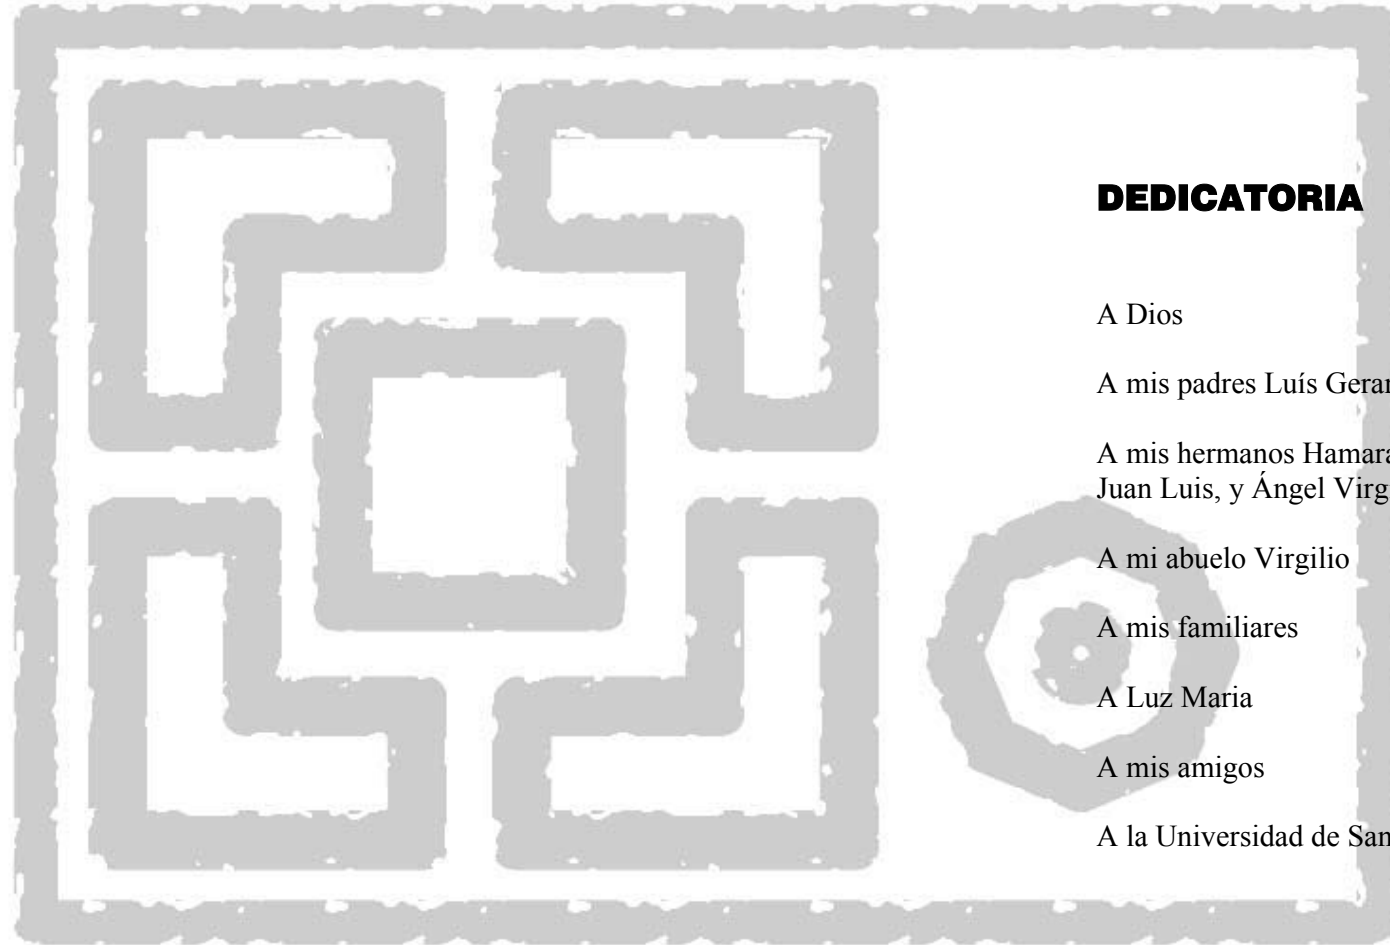 DEDICATORIA
A Dios
A mis padres Luís
A mis hermanos
Juan Luis, y Ángel
A mi abuelo Virgilio
A mis familiares
A Luz Maria
A mis amigos
A la Universidad de